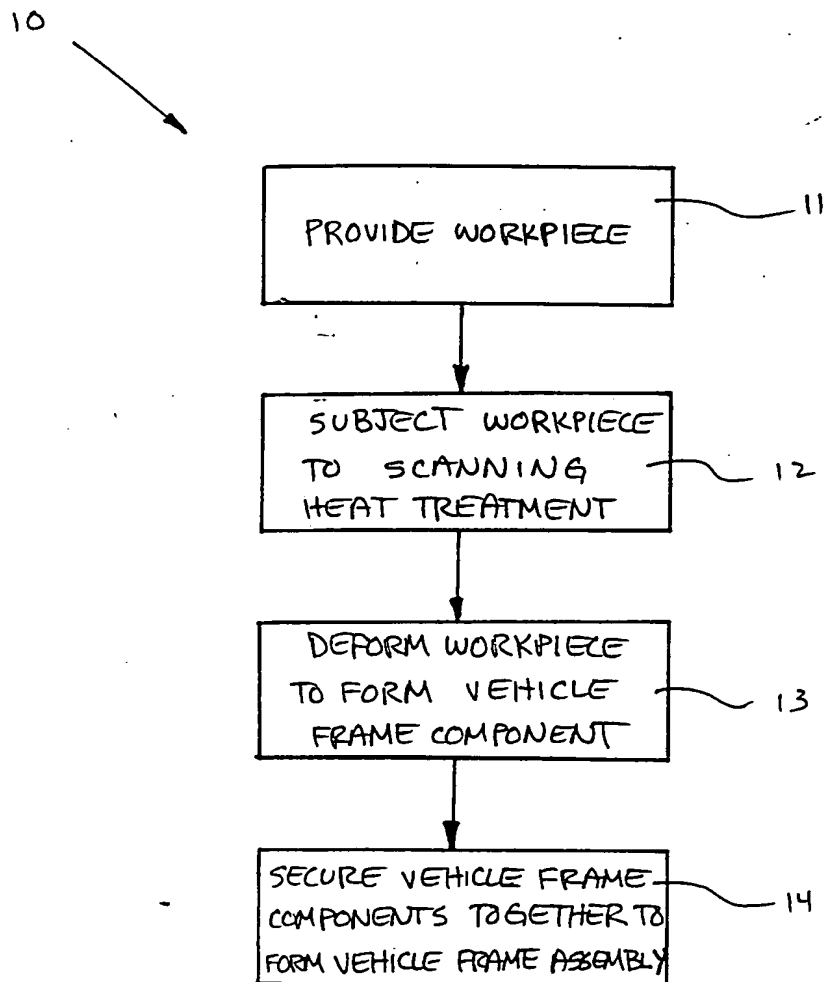 10
PROVIDE WORKPIECE
11
SUBJECT WORKPIECE
TO SCANNING
HEAT TREATMENT
12
DEFORM WORKPIECE
TO FORM VEHICLE
FRAME COMPONENT
13
SECURE VEHICLE FRAME
COMPONENTS TOGETHER TO
FORM VEHICLE FRAME ASSEMBLY
14